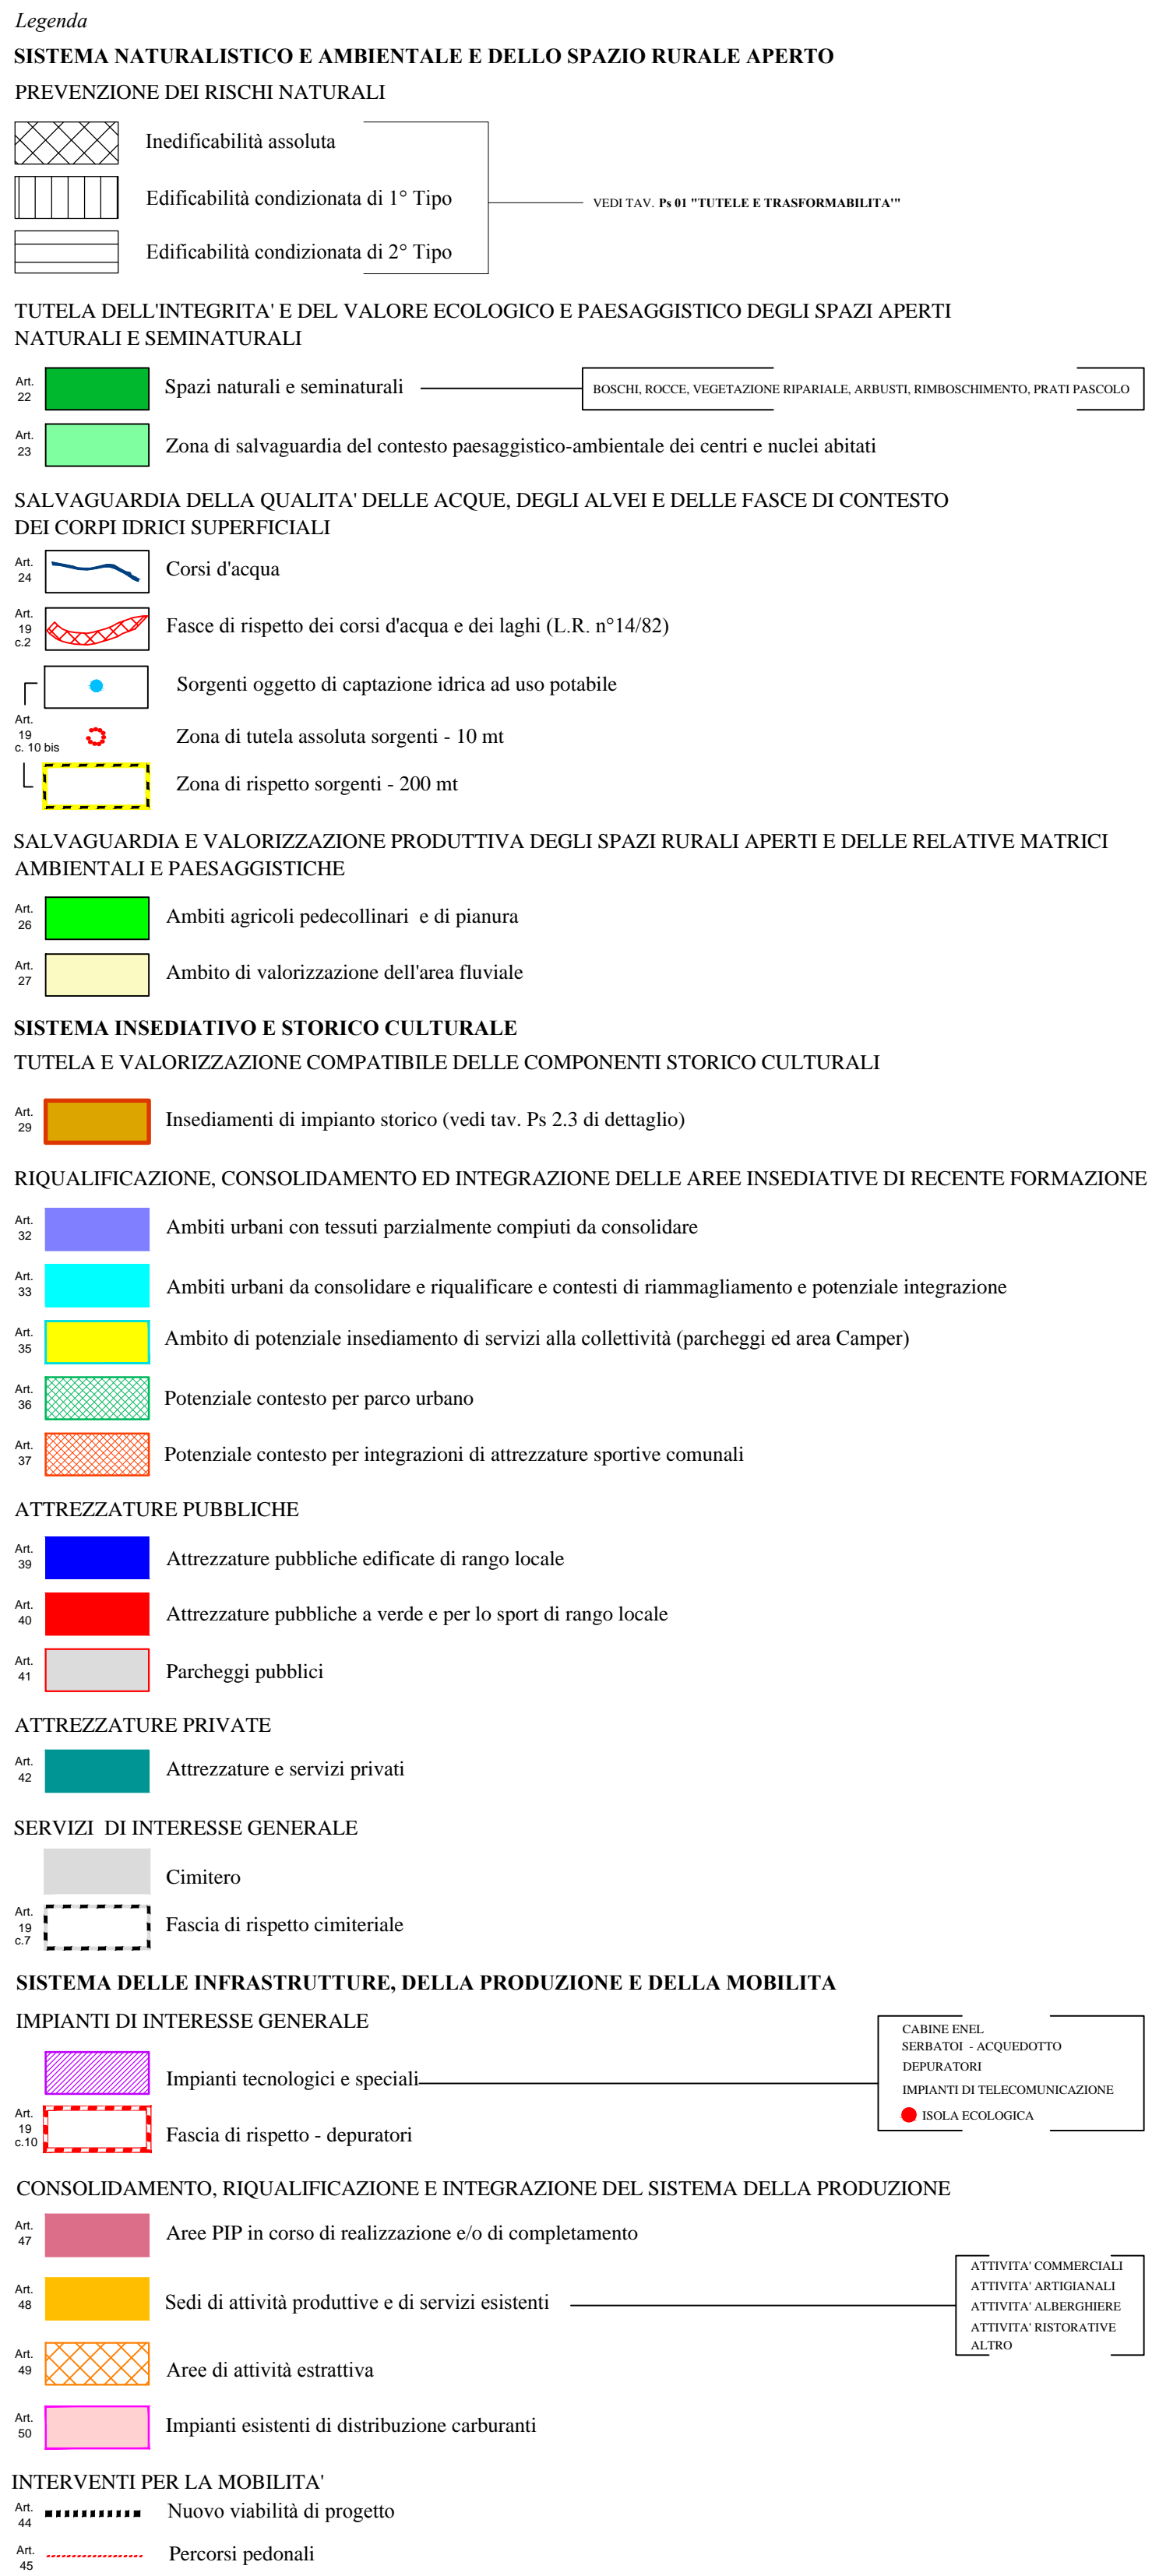 Legenda
SISTEMA NATURALISTICO E AMBIENTALE E DELLO SPAZIO RURALE APERTO
PREVENZIONE DEI RISCHI NATURALI
Inedificabilità assoluta
Edificabilità condizionata di 1° Tipo
VEDI TAV. Ps 01 "TUTELE E TRASFORMABILITA'"
Edificabilità condizionata di 2° Tipo
TUTELA DELL'INTEGRITA' E DEL VALORE ECOLOGICO E PAESAGGISTICO DEGLI SPAZI APERTI
NATURALI E SEMINATURALI
Art.
22
Spazi naturali e seminaturali
BOSCHI, ROCCE, VEGETAZIONE RIPARIALE, ARBUSTI, RIMBOSCHIMENTO, PRATI PASCOLO
Art.
23
Zona di salvaguardia del contesto paesaggistico-ambientale dei centri e nuclei abitati
SALVAGUARDIA DELLA QUALITA' DELLE ACQUE, DEGLI ALVEI E DELLE FASCE DI CONTESTO
DEI CORPI IDRICI SUPERFICIALI
Art.
24
Corsi d'acqua
Art.
19
c.2
Fasce di rispetto dei corsi d'acqua e dei laghi (L.R. n°14/82)
Sorgenti oggetto di captazione idrica ad uso potabile
Art.
19
c. 10 bis
Zona di tutela assoluta sorgenti - 10 mt
Zona di rispetto sorgenti - 200 mt
SALVAGUARDIA E VALORIZZAZIONE PRODUTTIVA DEGLI SPAZI RURALI APERTI E DELLE RELATIVE MATRICI
AMBIENTALI E PAESAGGISTICHE
Art.
26
Ambiti agricoli pedecollinari e di pianura
Art.
27
Ambito di valorizzazione dell'area fluviale
SISTEMA INSEDIATIVO E STORICO CULTURALE
TUTELA E VALORIZZAZIONE COMPATIBILE DELLE COMPONENTI STORICO CULTURALI
Art.
29
Insediamenti di impianto storico (vedi tav. Ps 2.3 di dettaglio)
RIQUALIFICAZIONE, CONSOLIDAMENTO ED INTEGRAZIONE DELLE AREE INSEDIATIVE DI RECENTE FORMAZIONE
Art.
32
Ambiti urbani con tessuti parzialmente compiuti da consolidare
Art.
33
Ambiti urbani da consolidare e riqualificare e contesti di riammagliamento e potenziale integrazione
Art.
35
Ambito di potenziale insediamento di servizi alla collettività (parcheggi ed area Camper)
Art.
36
Potenziale contesto per parco urbano
Art.
37
Potenziale contesto per integrazioni di attrezzature sportive comunali
ATTREZZATURE PUBBLICHE
Art.
39
Attrezzature pubbliche edificate di rango locale
Art.
40
Attrezzature pubbliche a verde e per lo sport di rango locale
Art.
41
Parcheggi pubblici
ATTREZZATURE PRIVATE
Art.
42
Attrezzature e servizi privati
SERVIZI DI INTERESSE GENERALE
Cimitero
Art.
19
c.7
Fascia di rispetto cimiteriale
SISTEMA DELLE INFRASTRUTTURE, DELLA PRODUZIONE E DELLA MOBILITA
IMPIANTI DI INTERESSE GENERALE
Impianti tecnologici e speciali
CABINE ENEL
SERBATOI - ACQUEDOTTO
DEPURATORI
IMPIANTI DI TELECOMUNICAZIONE
ISOLA ECOLOGICA
Art.
19
c.10
Fascia di rispetto - depuratori
CONSOLIDAMENTO, RIQUALIFICAZIONE E INTEGRAZIONE DEL SISTEMA DELLA PRODUZIONE
Art.
47
Aree PIP in corso di realizzazione e/o di completamento
Art.
48
Sedi di attività produttive e di servizi esistenti
ATTIVITA' COMMERCIALI
ATTIVITA' ARTIGIANALI
ATTIVITA' ALBERGHIERE
ATTIVITA' RISTORATIVE
ALTRO
Art.
49
Aree di attività estrattiva
Art.
50
Impianti esistenti di distribuzione carburanti
INTERVENTI PER LA MOBILITA'
Art.
44
Nuovo viabilità di progetto
Art.
45
Percorsi pedonali